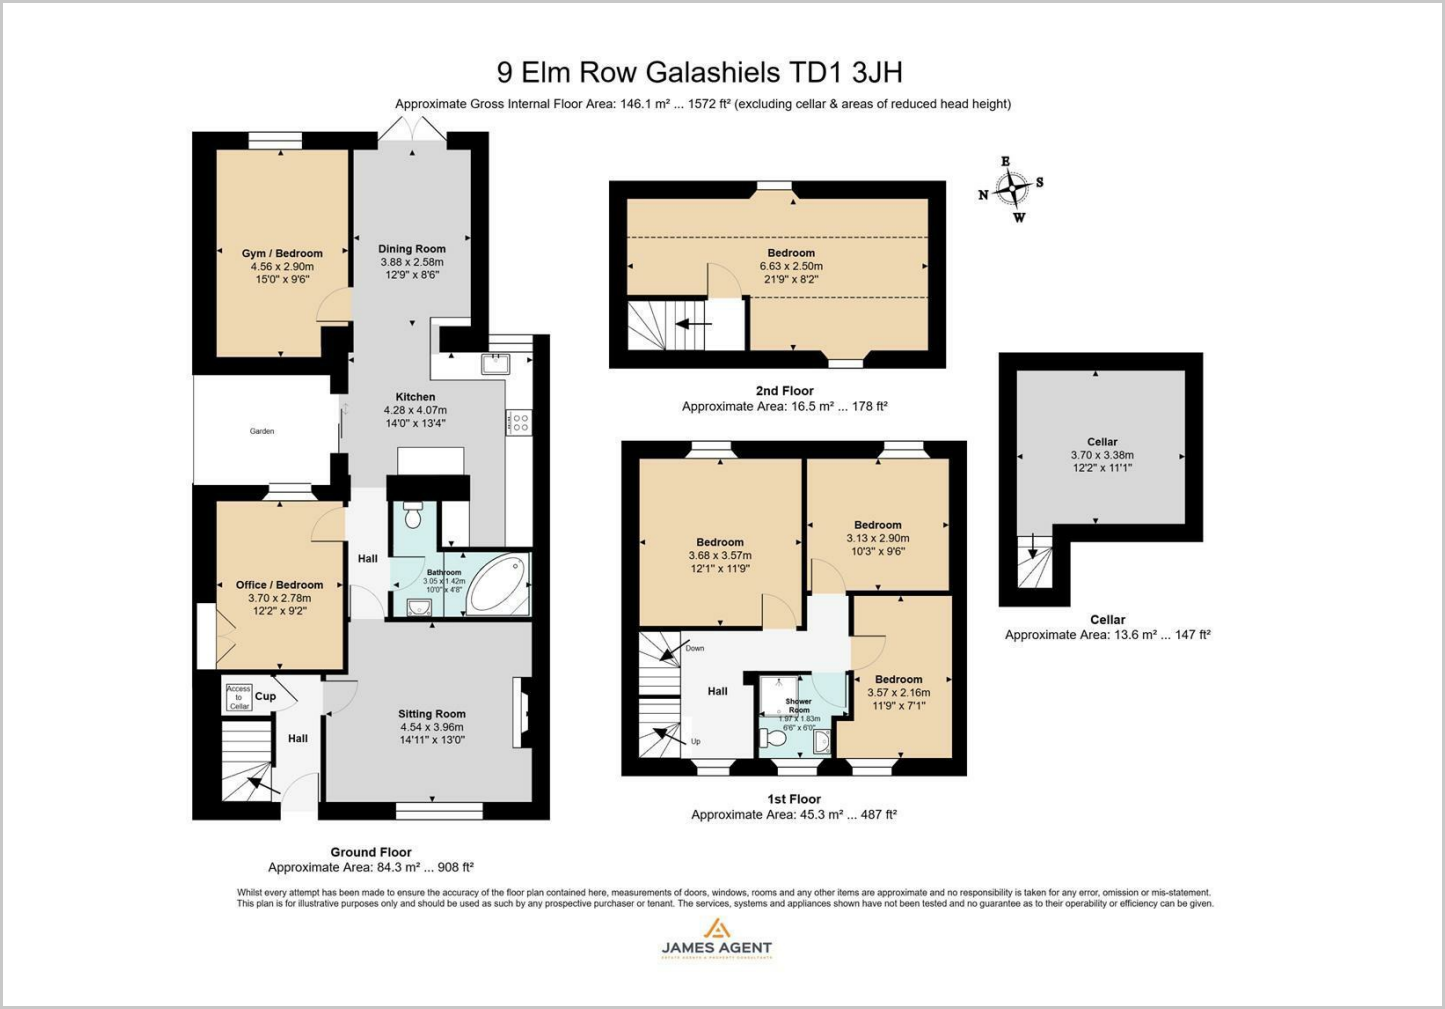 9 Elm Row Galashiels TD1 3JH
Approximate Gross Internal Floor Area: 146.1 m² ... 1572 ft² (excluding cellar & areas of reduced head height)
Gym / Bedroom
4.56 x 2.90m
15'0" x 9'6"
Dining Room
3.88 x 2.58m
12'9" x 8'6"
Kitchen
4.28 x 4.07m
14'0" x 13'4"
Garden
Hall
Bathroom
3.05 x 1.42m
10'0" x 4'8"
Office / Bedroom
3.70 x 2.78m
12'2" x 9'2"
Access
to
Cellar
Cup
Hall
Sitting Room
4.54 x 3.96m
14'11" x 13'0"
Ground Floor
Approximate Area: 84.3 m² ... 908 ft²
Bedroom
6.63 x 2.50m
21'9" x 8'2"
2nd Floor
Approximate Area: 16.5 m² ... 178 ft²
E
S
N
W
Bedroom
3.68 x 3.57m
12'1" x 11'9"
Bedroom
3.13 x 2.90m
10'3" x 9'6"
Down
Hall
Up
Shower
Room
1.97 x 1.83m
6'6" x 6'0"
Bedroom
3.57 x 2.16m
11'9" x 7'1"
1st Floor
Approximate Area: 45.3 m² ... 487 ft²
Cellar
3.70 x 3.38m
12'2" x 11'1"
Cellar
Approximate Area: 13.6 m² ... 147 ft²
Whilst every attempt has been made to ensure the accuracy of the floor plan contained here, measurements of doors, windows, rooms and any other items are approximate and no responsibility is taken for any error, omission or mis-statement.
This plan is for illustrative purposes only and should be used as such by any prospective purchaser or tenant. The services, systems and appliances shown have not been tested and no guarantee as to their operability or efficiency can be given.
JAMES AGENT
ESTATE AGENTS & PROPERTY CONSULTANTS